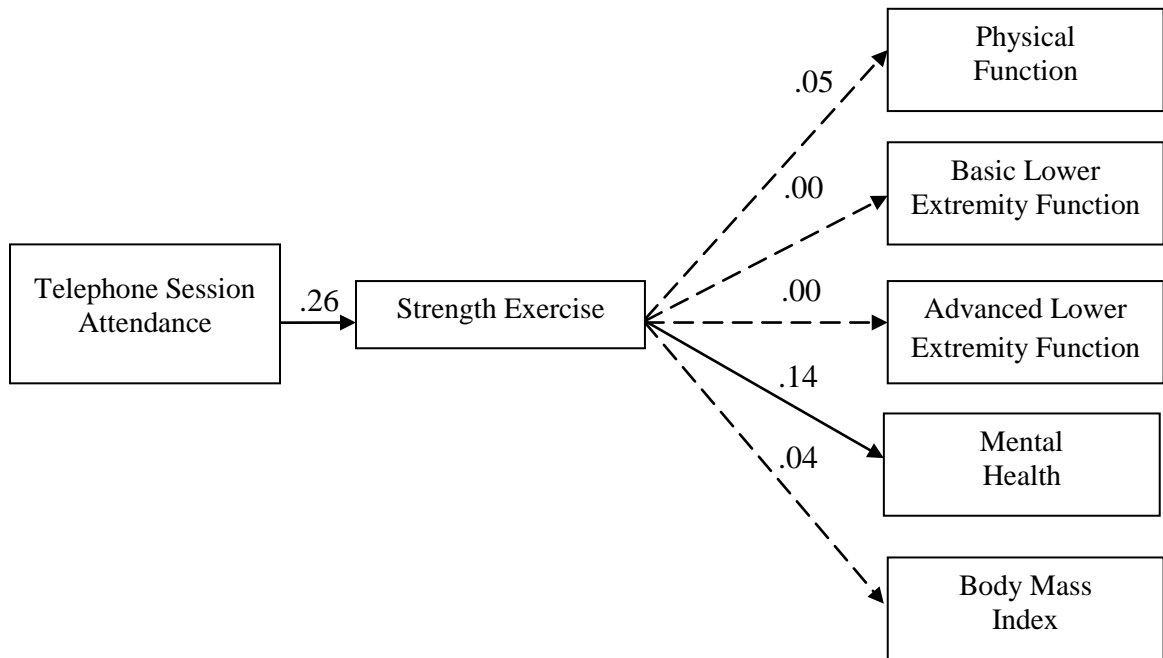 Physical
Function
.05
Basic Lower
Extremity Function
.00
Telephone Session
Attendance
.26
Strength Exercise
.00
Advanced Lower
Extremity Function
.14
Mental
Health
.04
Body Mass
Index